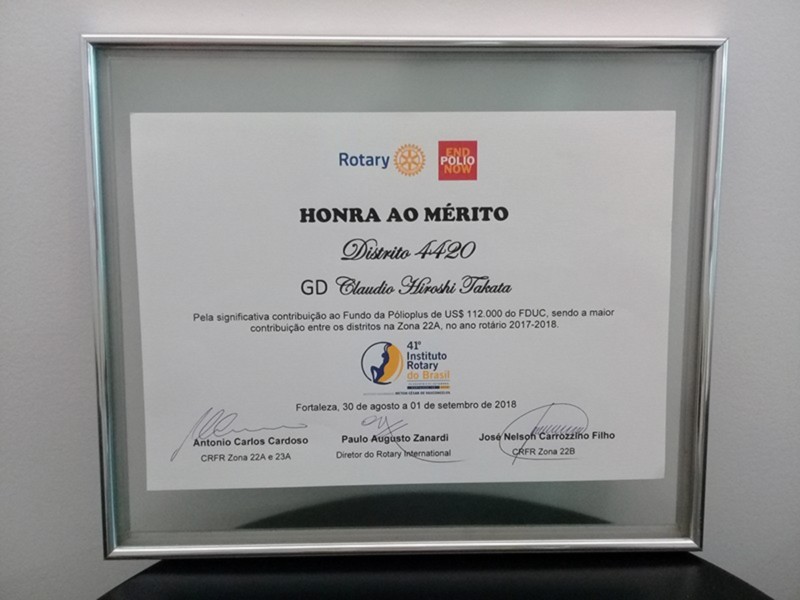 Rotary
END
POLIO
NOW
HONRA AO MÉRITO
Distrito 4420
GD Claudio Hiroshi Takata
Pela significativa contribuição ao Fundo da Pólioplus de US$ 112.000 do FDUC, sendo a maior
contribuição entre os distritos na Zona 22A, no ano rotário 2017-2018.
41º
Instituto
Rotary
do Brasil
Fortaleza, 30 de agosto a 01 de setembro de 2018
Antonio Carlos Cardoso
CRFR Zona 22A e 23A
Paulo Augusto Zanardi
Diretor do Rotary International
José Nelson Carrozzino Filho
CRFR Zona 22B